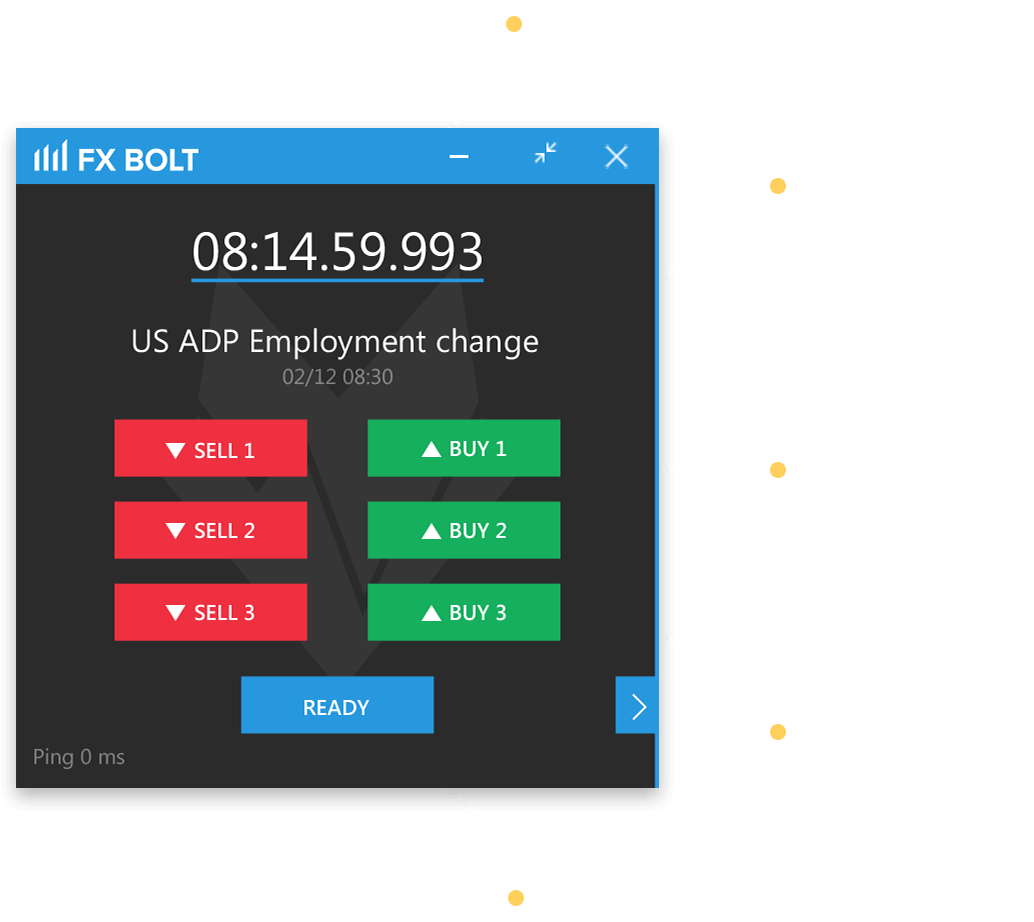 FX BOLT
08:14.59.993
US ADP Employment change
02/12 08:30
▼ SELL 1 ▲ BUY 1
▼ SELL 2 ▲ BUY 2
▼ SELL 3 ▲ BUY 3
READY
Ping 0 ms